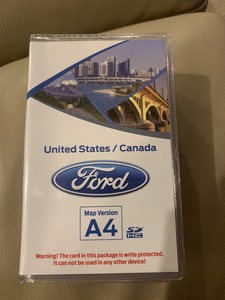 United States / Canada
Ford
Map Version
A4
SD
HC
Warning! The card in this package is write protected.
It can not be used in any other device!